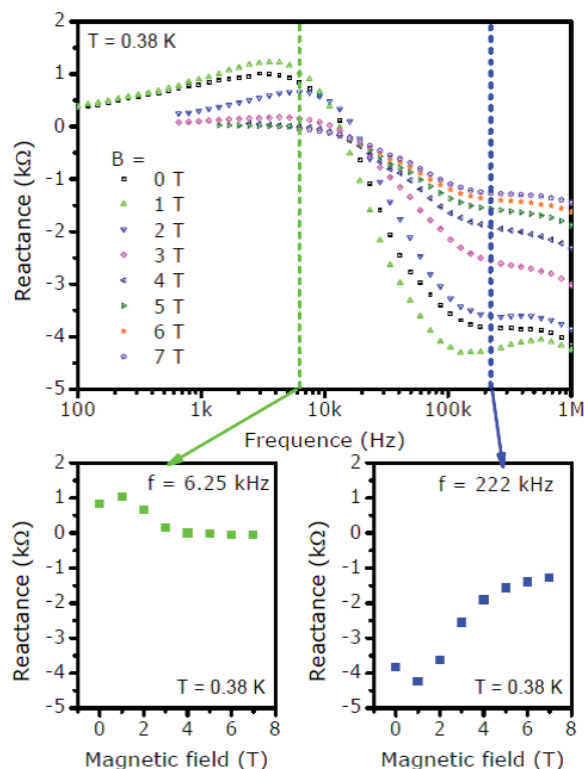 T = 0.38 K
2
1
0
-1
-2
-3
-4
-5
Reactance (kΩ)
B =
0 T
1 T
2 T
3 T
4 T
5 T
6 T
7 T
100 1k 10k 100k 1M
Frequence (Hz)
f = 6.25 kHz
2
1
0
-1
-2
-3
-4
-5
Reactance (kΩ)
T = 0.38 K
0 2 4 6 8
Magnetic field (T)
f = 222 kHz
2
1
0
-1
-2
-3
-4
-5
Reactance (kΩ)
T = 0.38 K
0 2 4 6 8
Magnetic field (T)